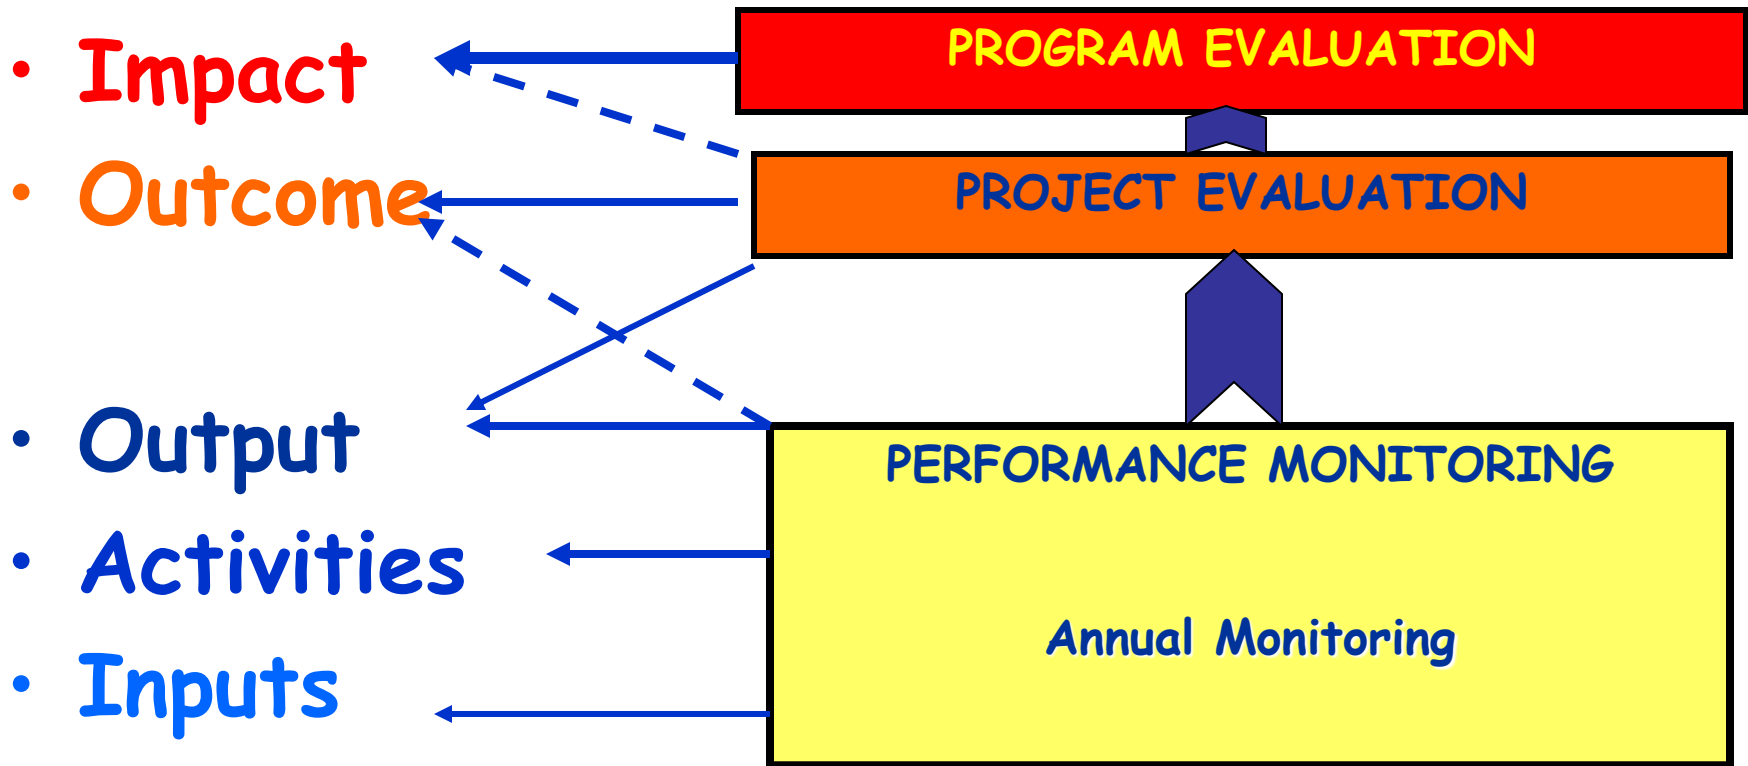 • Impact
• Outcome
• Output
• Activities
• Inputs
PROGRAM EVALUATION
PROJECT EVALUATION
PERFORMANCE MONITORING
Annual Monitoring